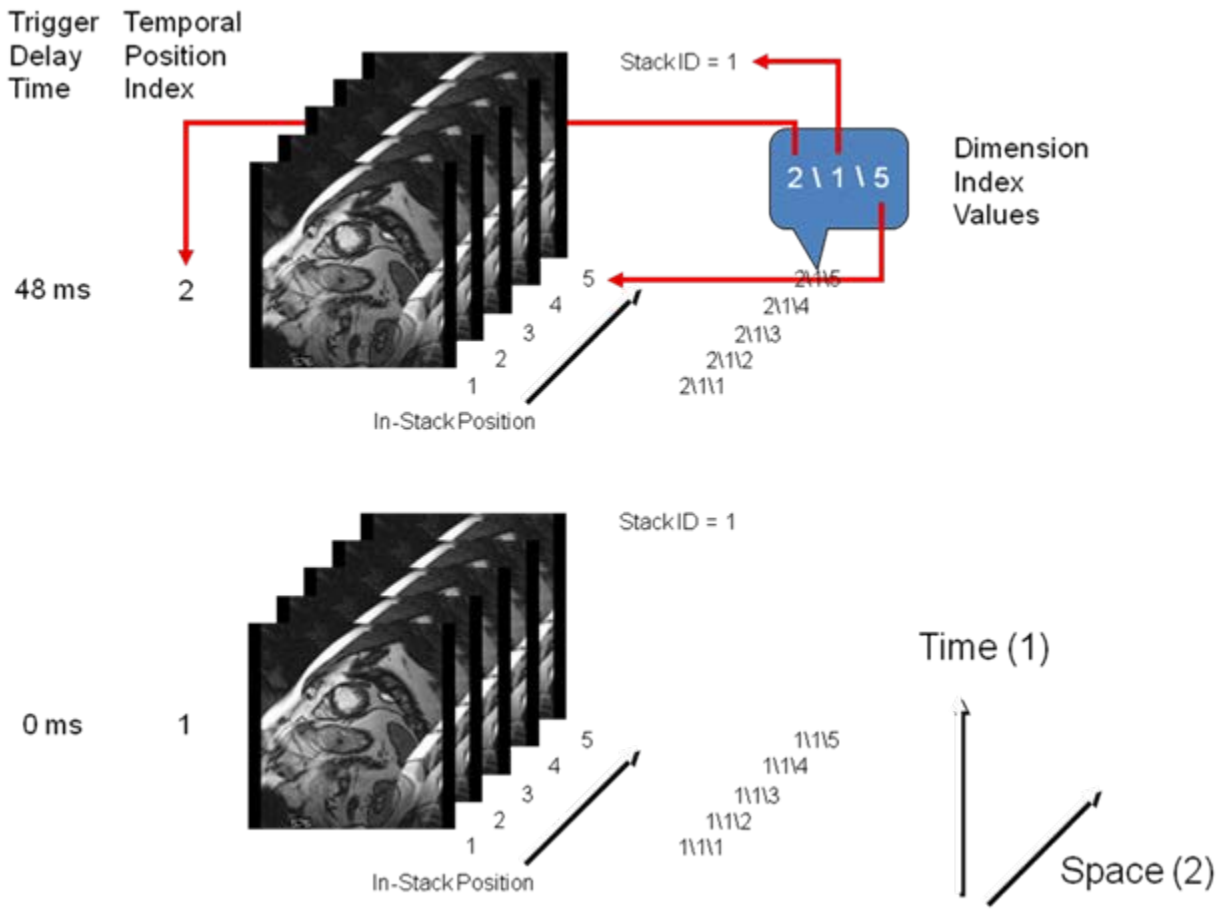 Trigger Temporal
Delay Position
Time Index
Stack ID = 1
2 \ 1 \ 5
Dimension
Index
Values
48 ms 2
5 2\1\5
4 2\1\4
3 2\1\3
2 2\1\2
1 2\1\1
In-Stack Position
Stack ID = 1
Time (1)
0 ms 1
5 1\1\5
4 1\1\4
3 1\1\3
2 1\1\2
1 1\1\1
In-Stack Position
Space (2)